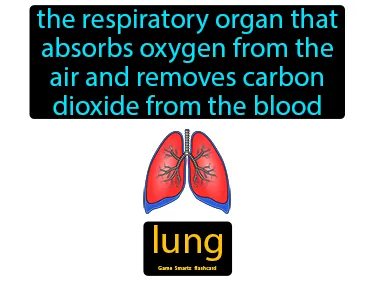 the respiratory organ that
absorbs oxygen from the
air and removes carbon
dioxide from the blood
lung
Game Smartz flashcard